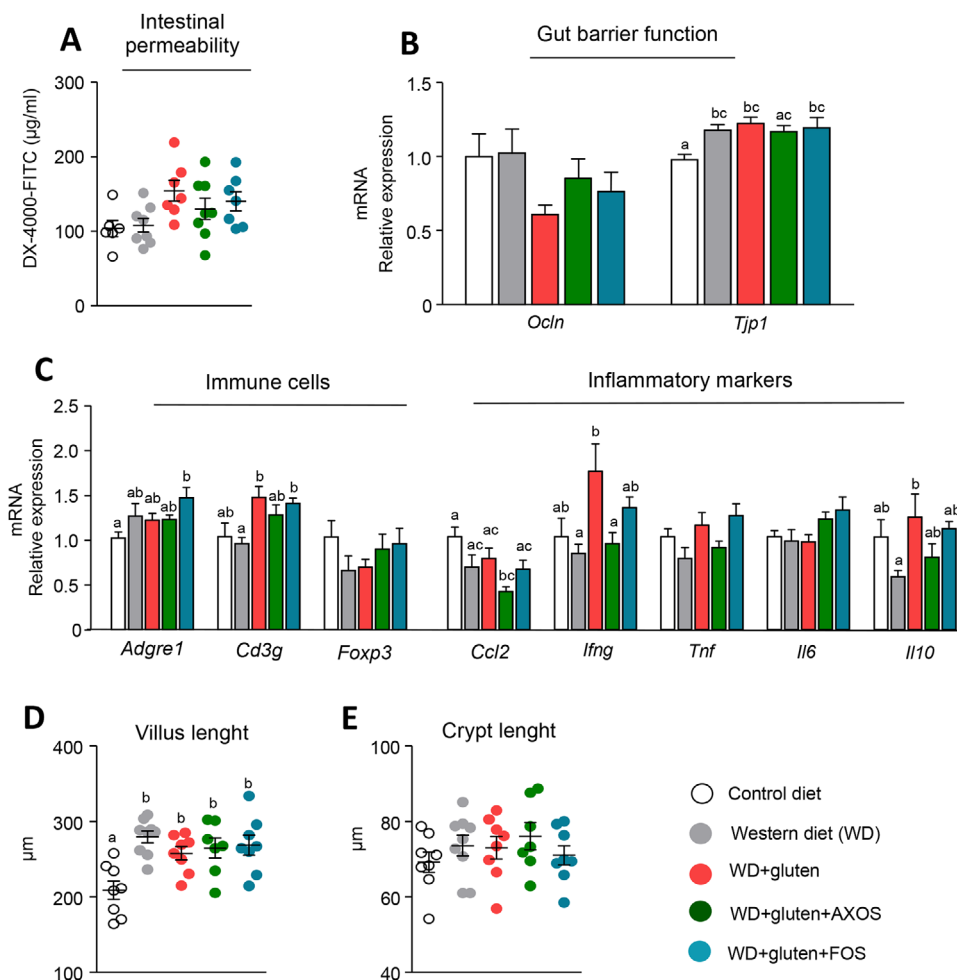 A
Intestinal
permeability
DX-4000-FITC (µg/ml)
300
200
100
0
B
Gut barrier function
mRNA
Relative expression
1.5
1.0
0.5
0
a
bc
bc
ac
bc
Ocln
Tjp1
C
Immune cells
Inflammatory markers
mRNA
Relative expression
2.5
2.0
1.5
1.0
0.5
0
a
ab
ab
ab
b
ab
a
b
ab
b
a
ac
ac
bc
ac
ab
a
b
a
ab
ab
a
b
ab
ab
Adgre1
Cd3g
Foxp3
Ccl2
Ifng
Tnf
Il6
Il10
D
Villus lenght
µm
400
300
200
100
a
b
b
b
b
E
Crypt lenght
µm
100
80
60
40
Control diet
Western diet (WD)
WD+gluten
WD+gluten+AXOS
WD+gluten+FOS